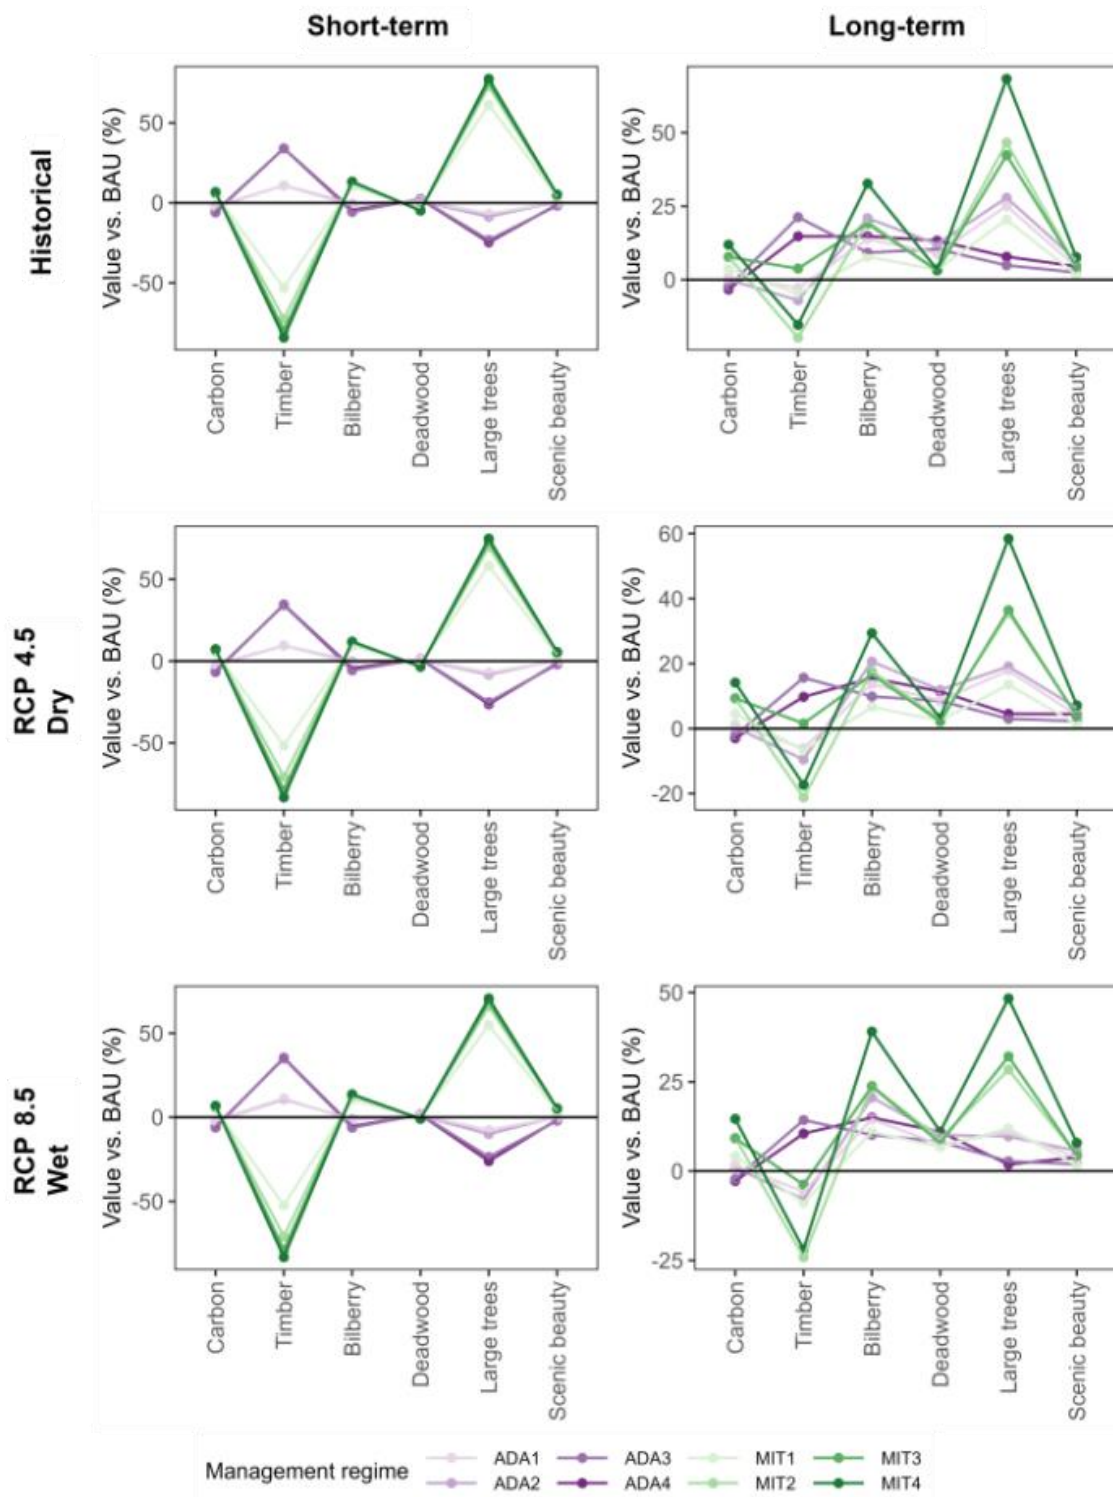 Short-term Long-term
Historical
Value vs. BAU (%)
50
0
-50
Carbon
Timber
Bilberry
Deadwood
Large trees
Scenic beauty
Value vs. BAU (%)
50
25
0
Carbon
Timber
Bilberry
Deadwood
Large trees
Scenic beauty
RCP 4.5
Dry
Value vs. BAU (%)
50
0
-50
Carbon
Timber
Bilberry
Deadwood
Large trees
Scenic beauty
Value vs. BAU (%)
60
40
20
0
-20
Carbon
Timber
Bilberry
Deadwood
Large trees
Scenic beauty
RCP 8.5
Wet
Value vs. BAU (%)
50
0
-50
Carbon
Timber
Bilberry
Deadwood
Large trees
Scenic beauty
Value vs. BAU (%)
50
25
0
-25
Carbon
Timber
Bilberry
Deadwood
Large trees
Scenic beauty
Management regime
ADA1 ADA3 MIT1 MIT3
ADA2 ADA4 MIT2 MIT4